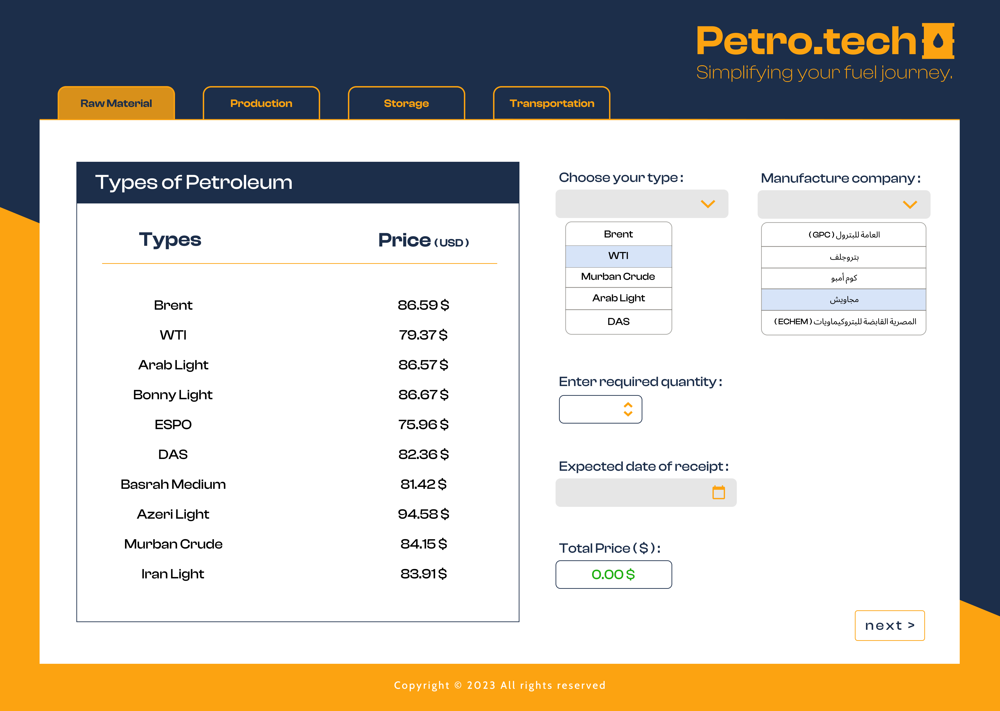 Petro.tech
Simplifying your fuel journey.
Raw Material
Production
Storage
Transportation
Types of Petroleum
Types
Price ( USD )
Brent
86.59 $
WTI
79.37 $
Arab Light
86.57 $
Bonny Light
86.67 $
ESPO
75.96 $
DAS
82.36 $
Basrah Medium
81.42 $
Azeri Light
94.58 $
Murban Crude
84.15 $
Iran Light
83.91 $
Choose your type :
Brent
WTI
Murban Crude
Arab Light
DAS
Manufacture company :
العامة للبترول ( GPC )
بتروجلف
كوم أمبو
مجاويش
المصرية القابضة للبتروكيماويات ( ECHEM )
Enter required quantity :
Expected date of receipt :
Total Price ( $ ) :
0.00 $
next >
Copyright © 2023 All rights reserved